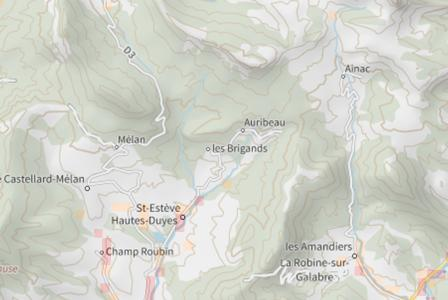 D3
Ainac
Auribeau
Mélan
les Brigands
Castellard-Mélan
St-Estève
Hautes-Duyes
Champ Roubin
les Amandiers
La Robine-sur-
Galabre